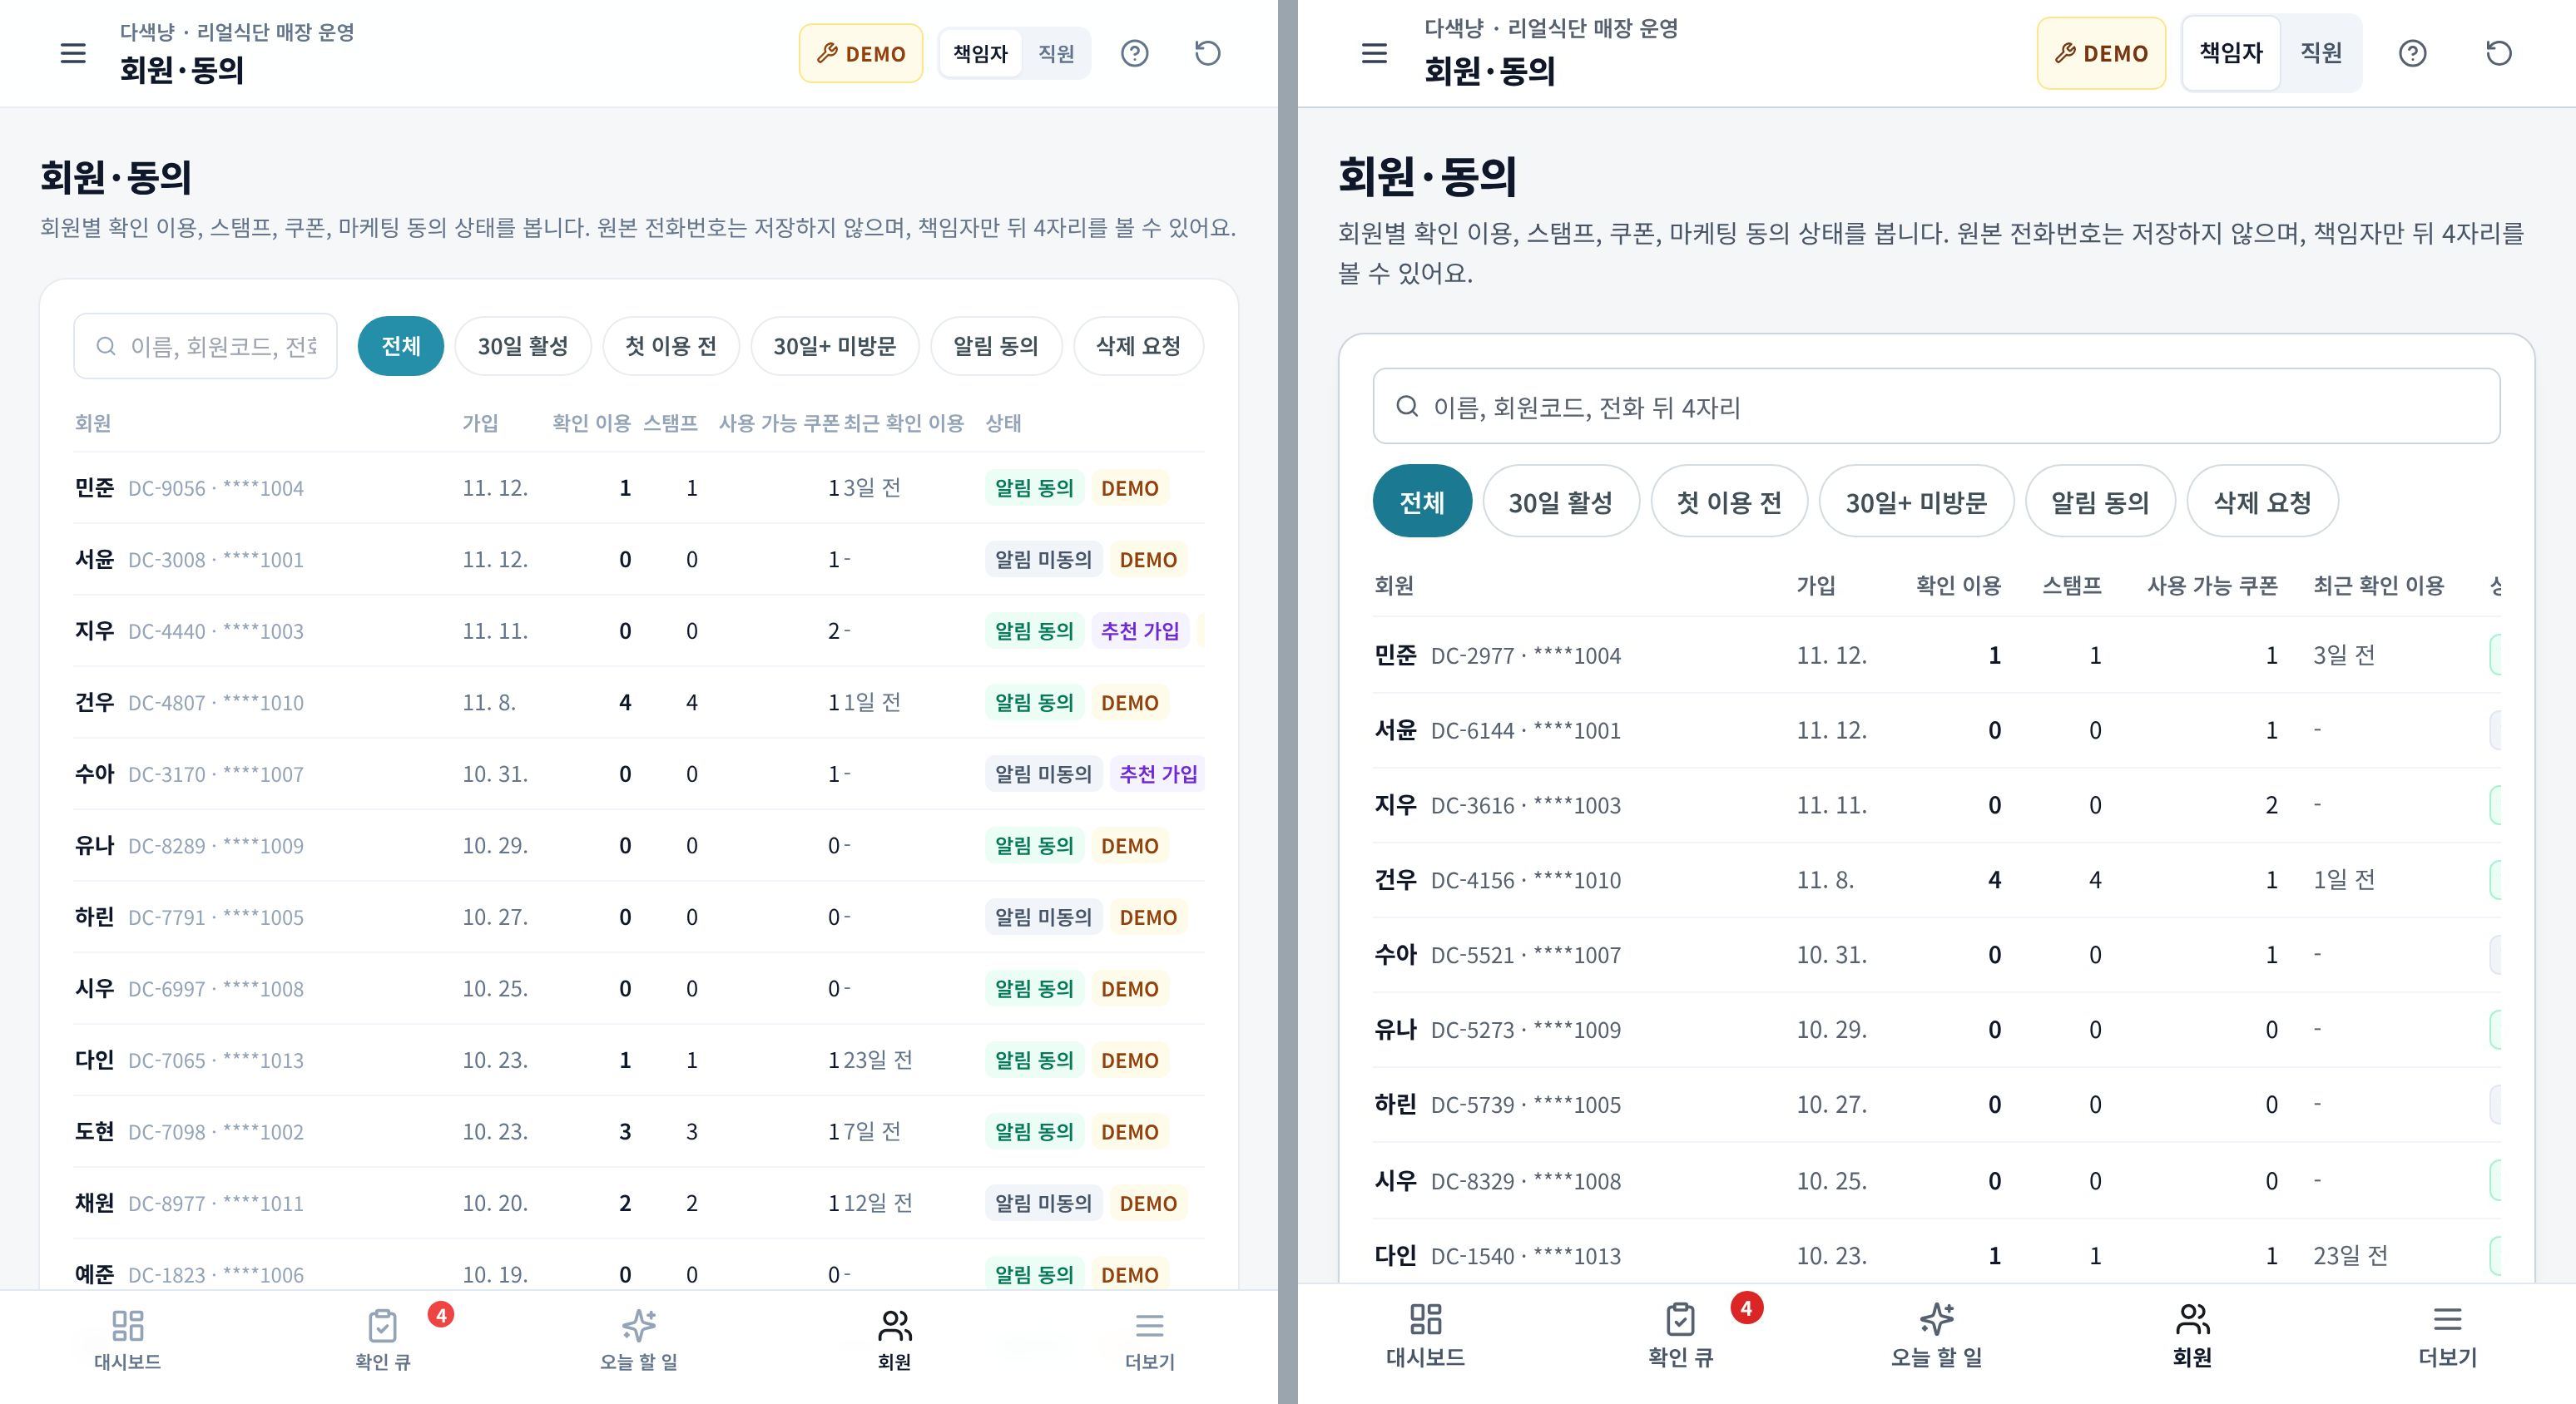 다색냥 · 리얼식단 매장 운영
회원·동의
DEMO
책임자 직원
회원·동의
회원별 확인 이용, 스탬프, 쿠폰, 마케팅 동의 상태를 봅니다. 원본 전화번호는 저장하지 않으며, 책임자만 뒤 4자리를 볼 수 있어요.
이름, 회원코드, 전화
전체 30일 활성 첫 이용 전 30일+ 미방문 알림 동의 삭제 요청
회원 가입 확인 이용 스탬프 사용 가능 쿠폰 최근 확인 이용 상태
민준 DC-9056 · ****1004 11. 12. 1 1 1 3일 전 알림 동의 DEMO
서윤 DC-3008 · ****1001 11. 12. 0 0 1 - 알림 미동의 DEMO
지우 DC-4440 · ****1003 11. 11. 0 0 2 - 알림 동의 추천 가입
건우 DC-4807 · ****1010 11. 8. 4 4 1 1일 전 알림 동의 DEMO
수아 DC-3170 · ****1007 10. 31. 0 0 1 - 알림 미동의 추천 가입
유나 DC-8289 · ****1009 10. 29. 0 0 0 - 알림 동의 DEMO
하린 DC-7791 · ****1005 10. 27. 0 0 0 - 알림 미동의 DEMO
시우 DC-6997 · ****1008 10. 25. 0 0 0 - 알림 동의 DEMO
다인 DC-7065 · ****1013 10. 23. 1 1 1 23일 전 알림 동의 DEMO
도현 DC-7098 · ****1002 10. 23. 3 3 1 7일 전 알림 동의 DEMO
채원 DC-8977 · ****1011 10. 20. 2 2 1 12일 전 알림 미동의 DEMO
예준 DC-1823 · ****1006 10. 19. 0 0 0 - 알림 동의 DEMO
4
대시보드 확인 큐 오늘 할 일 회원 더보기
다색냥 · 리얼식단 매장 운영
회원·동의
DEMO
책임자 직원
회원·동의
회원별 확인 이용, 스탬프, 쿠폰, 마케팅 동의 상태를 봅니다. 원본 전화번호는 저장하지 않으며, 책임자만 뒤 4자리를
볼 수 있어요.
이름, 회원코드, 전화 뒤 4자리
전체 30일 활성 첫 이용 전 30일+ 미방문 알림 동의 삭제 요청
회원 가입 확인 이용 스탬프 사용 가능 쿠폰 최근 확인 이용
민준 DC-2977 · ****1004 11. 12. 1 1 1 3일 전
서윤 DC-6144 · ****1001 11. 12. 0 0 1 -
지우 DC-3616 · ****1003 11. 11. 0 0 2 -
건우 DC-4156 · ****1010 11. 8. 4 4 1 1일 전
수아 DC-5521 · ****1007 10. 31. 0 0 1 -
유나 DC-5273 · ****1009 10. 29. 0 0 0 -
하린 DC-5739 · ****1005 10. 27. 0 0 0 -
시우 DC-8329 · ****1008 10. 25. 0 0 0 -
다인 DC-1540 · ****1013 10. 23. 1 1 1 23일 전
4
대시보드 확인 큐 오늘 할 일 회원 더보기